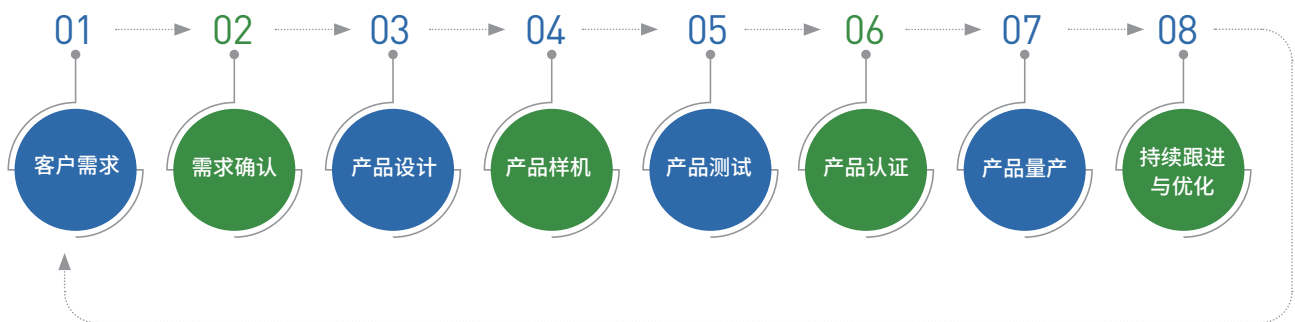 01
02
03
04
05
06
07
08
客户需求
需求确认
产品设计
产品样机
产品测试
产品认证
产品量产
持续跟进
与优化